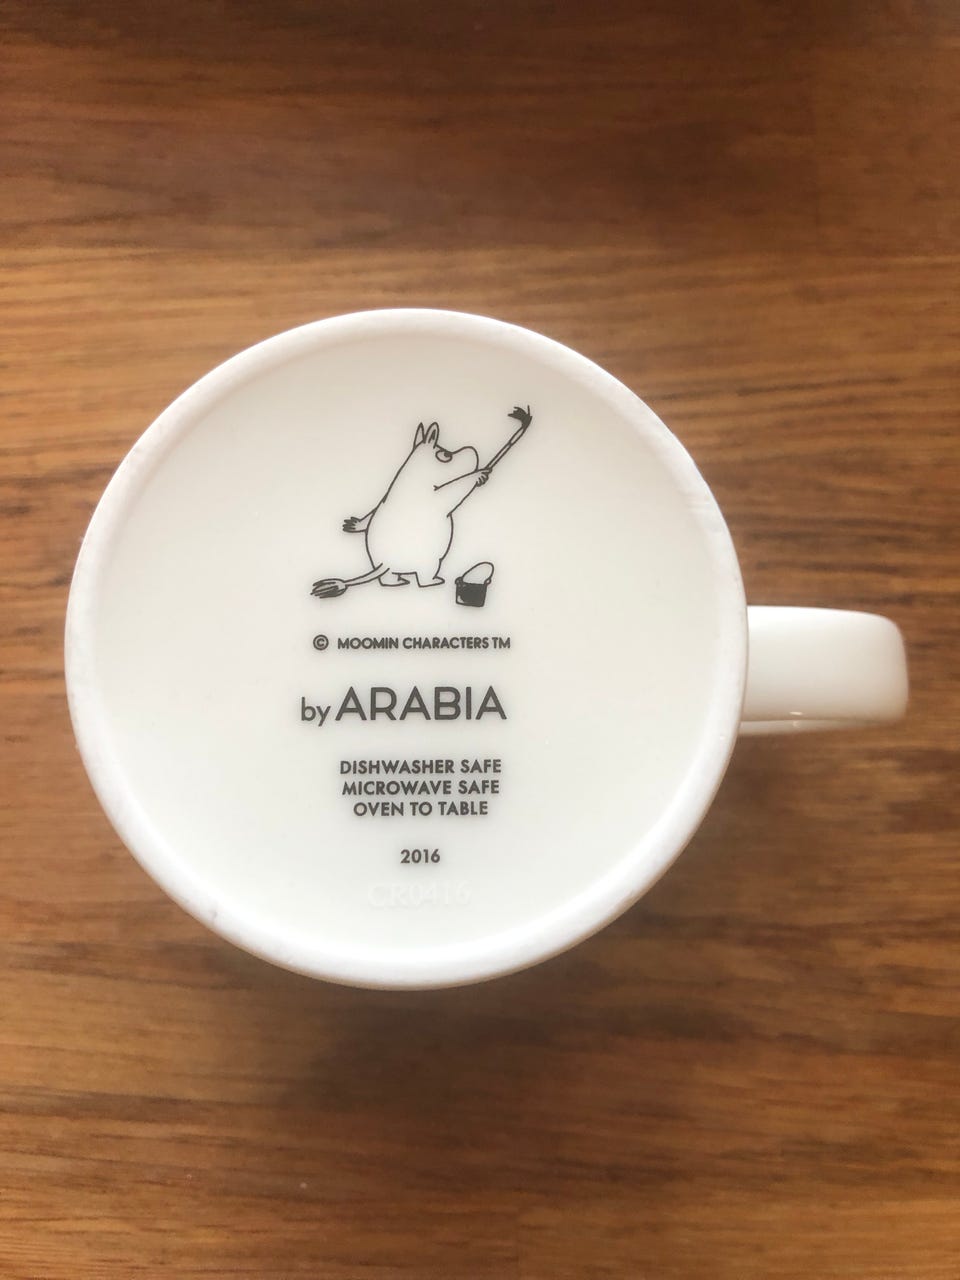 © MOOMIN CHARACTERS TM
by ARABIA
DISHWASHER SAFE
MICROWAVE SAFE
OVEN TO TABLE
2016
CR0416